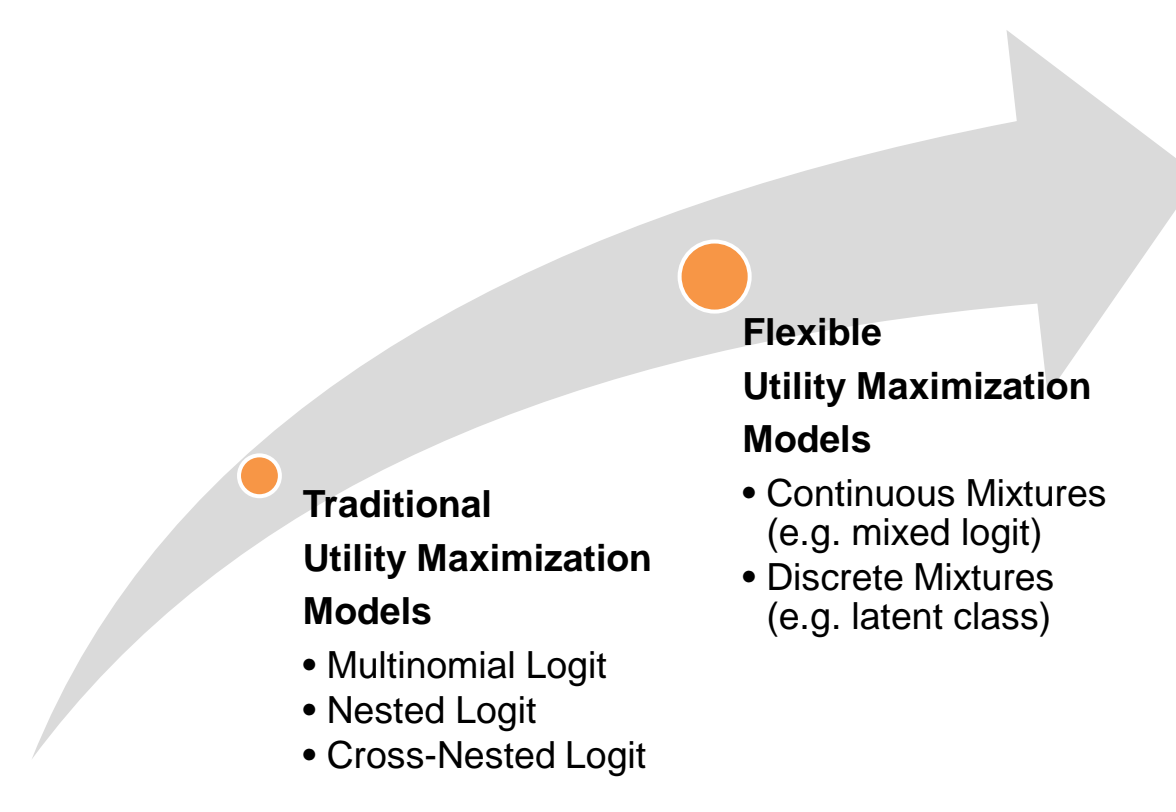 Traditional
Utility Maximization
Models
• Multinomial Logit
• Nested Logit
• Cross-Nested Logit
Flexible
Utility Maximization
Models
• Continuous Mixtures
(e.g. mixed logit)
• Discrete Mixtures
(e.g. latent class)